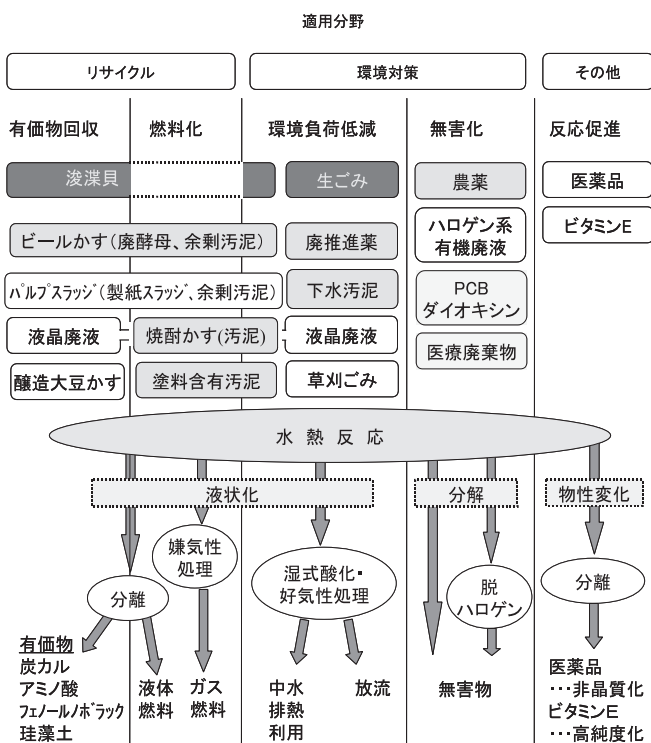 適用分野
リサイクル
環境対策
その他
有価物回収
燃料化
環境負荷低減
無害化
反応促進
浚渫貝
生ごみ
農薬
医薬品
ビールかす(廃酵母、余剰汚泥)
廃推進薬
ハロゲン系
有機廃液
ビタミンE
パルプスラッジ(製紙スラッジ、余剰汚泥)
下水汚泥
PCB
ダイオキシン
液晶廃液
焼酎かす(汚泥)
液晶廃液
医療廃棄物
醸造大豆かす
塗料含有汚泥
草刈ごみ
水熱反応
液状化
分解
物性変化
嫌気性
処理
湿式酸化・
好気性処理
脱
ハロゲン
分離
分離
有価物
炭カル
アミノ酸
フェノールノボラック
珪藻土
液体
燃料
ガス
燃料
中水
排熱
利用
放流
無害物
医薬品
…非晶質化
ビタミンE
…高純度化